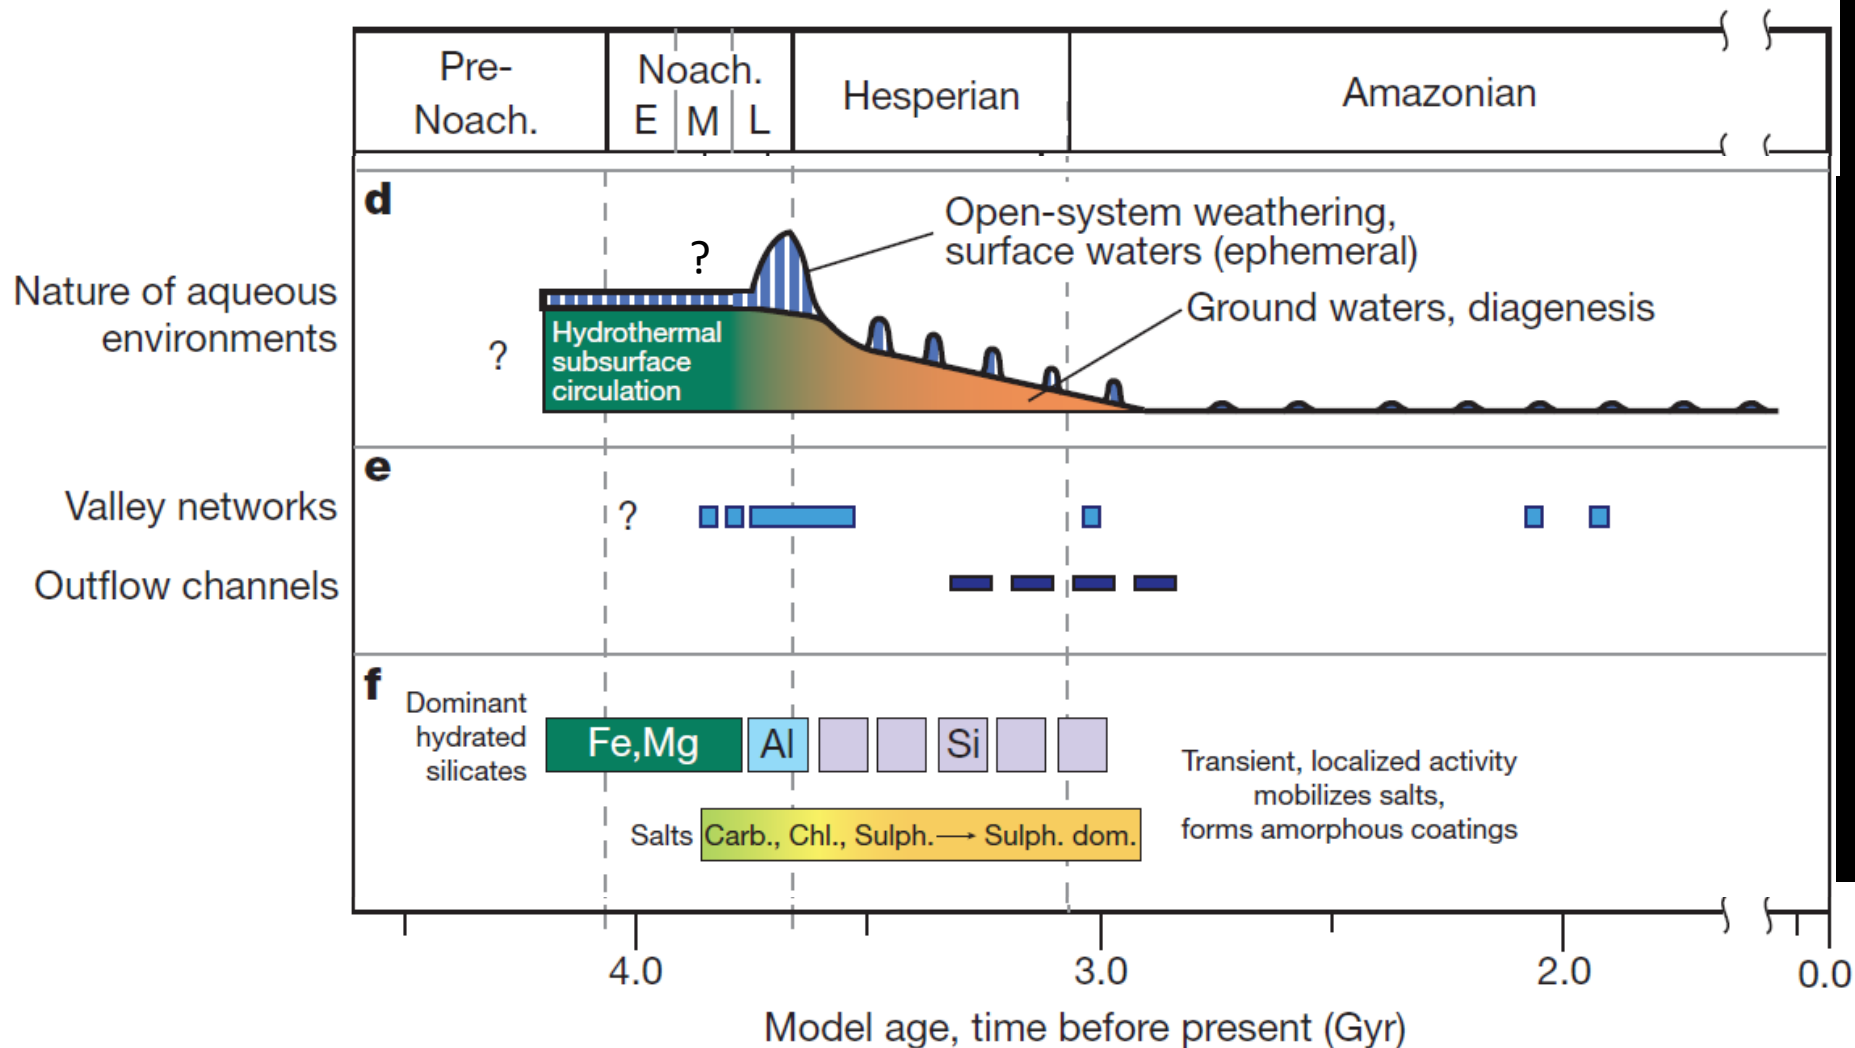 Pre-
Noach.
Noach.
E M L
Hesperian
Amazonian
d
Nature of aqueous
environments
?
?
Hydrothermal
subsurface
circulation
Open-system weathering,
surface waters (ephemeral)
Ground waters, diagenesis
e
Valley networks
?
Outflow channels
f
Dominant
hydrated
silicates
Fe,Mg
Al
Si
Salts
Carb., Chl., Sulph.→ Sulph. dom.
Transient, localized activity
mobilizes salts,
forms amorphous coatings
4.0 3.0 2.0 0.0
Model age, time before present (Gyr)